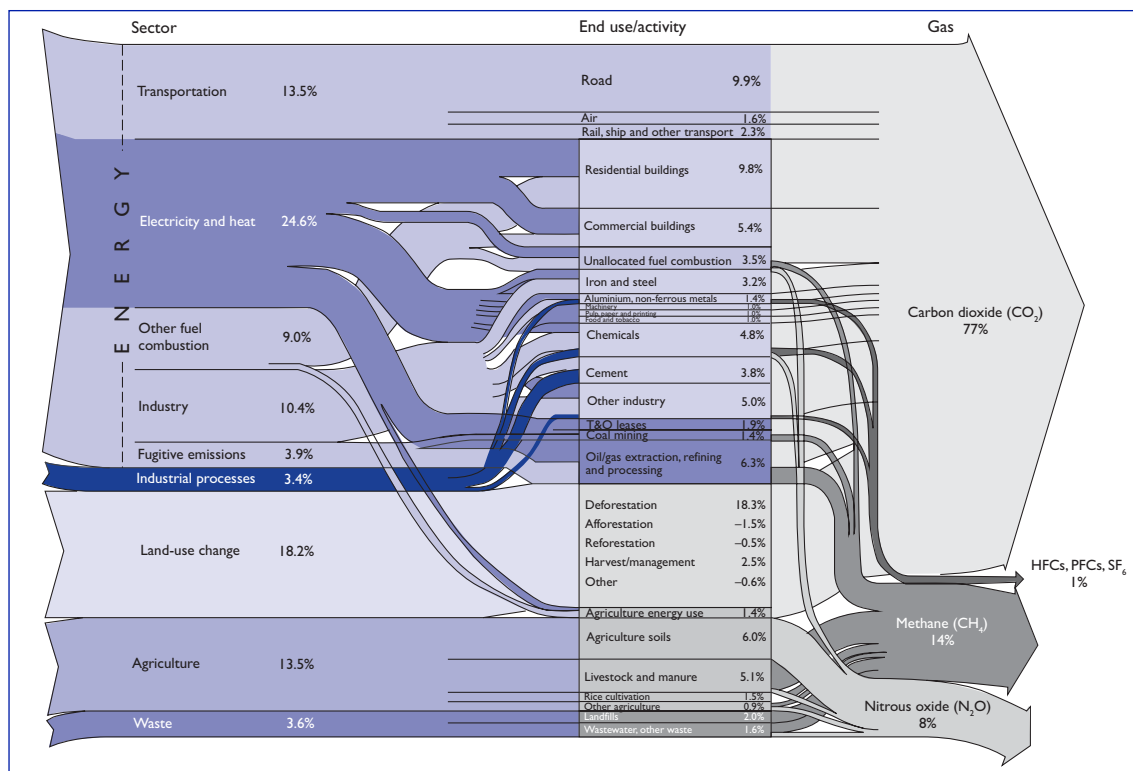 Sector
End use/activity
Gas
ENERGY
Transportation 13.5%
Electricity and heat 24.6%
Other fuel
combustion 9.0%
Industry 10.4%
Fugitive emissions 3.9%
Industrial processes 3.4%
Land-use change 18.2%
Agriculture 13.5%
Waste 3.6%
Road 9.9%
Air 1.6%
Rail, ship and other transport 2.3%
Residential buildings 9.8%
Commercial buildings 5.4%
Unallocated fuel combustion 3.5%
Iron and steel 3.2%
Aluminium, non-ferrous metals 1.4%
Machinery 1.0%
Pulp, paper and printing 1.0%
Food and tobacco 1.0%
Chemicals 4.8%
Cement 3.8%
Other industry 5.0%
T&O leases 1.9%
Coal mining 1.4%
Oil/gas extraction, refining
and processing 6.3%
Deforestation 18.3%
Afforestation –1.5%
Reforestation –0.5%
Harvest/management 2.5%
Other –0.6%
Agriculture energy use 1.4%
Agriculture soils 6.0%
Livestock and manure 5.1%
Rice cultivation 1.5%
Other agriculture 0.9%
Landfills 2.0%
Wastewater, other waste 1.6%
Carbon dioxide (CO₂)
77%
HFCs, PFCs, SF₆
1%
Methane (CH₄)
14%
Nitrous oxide (N₂O)
8%